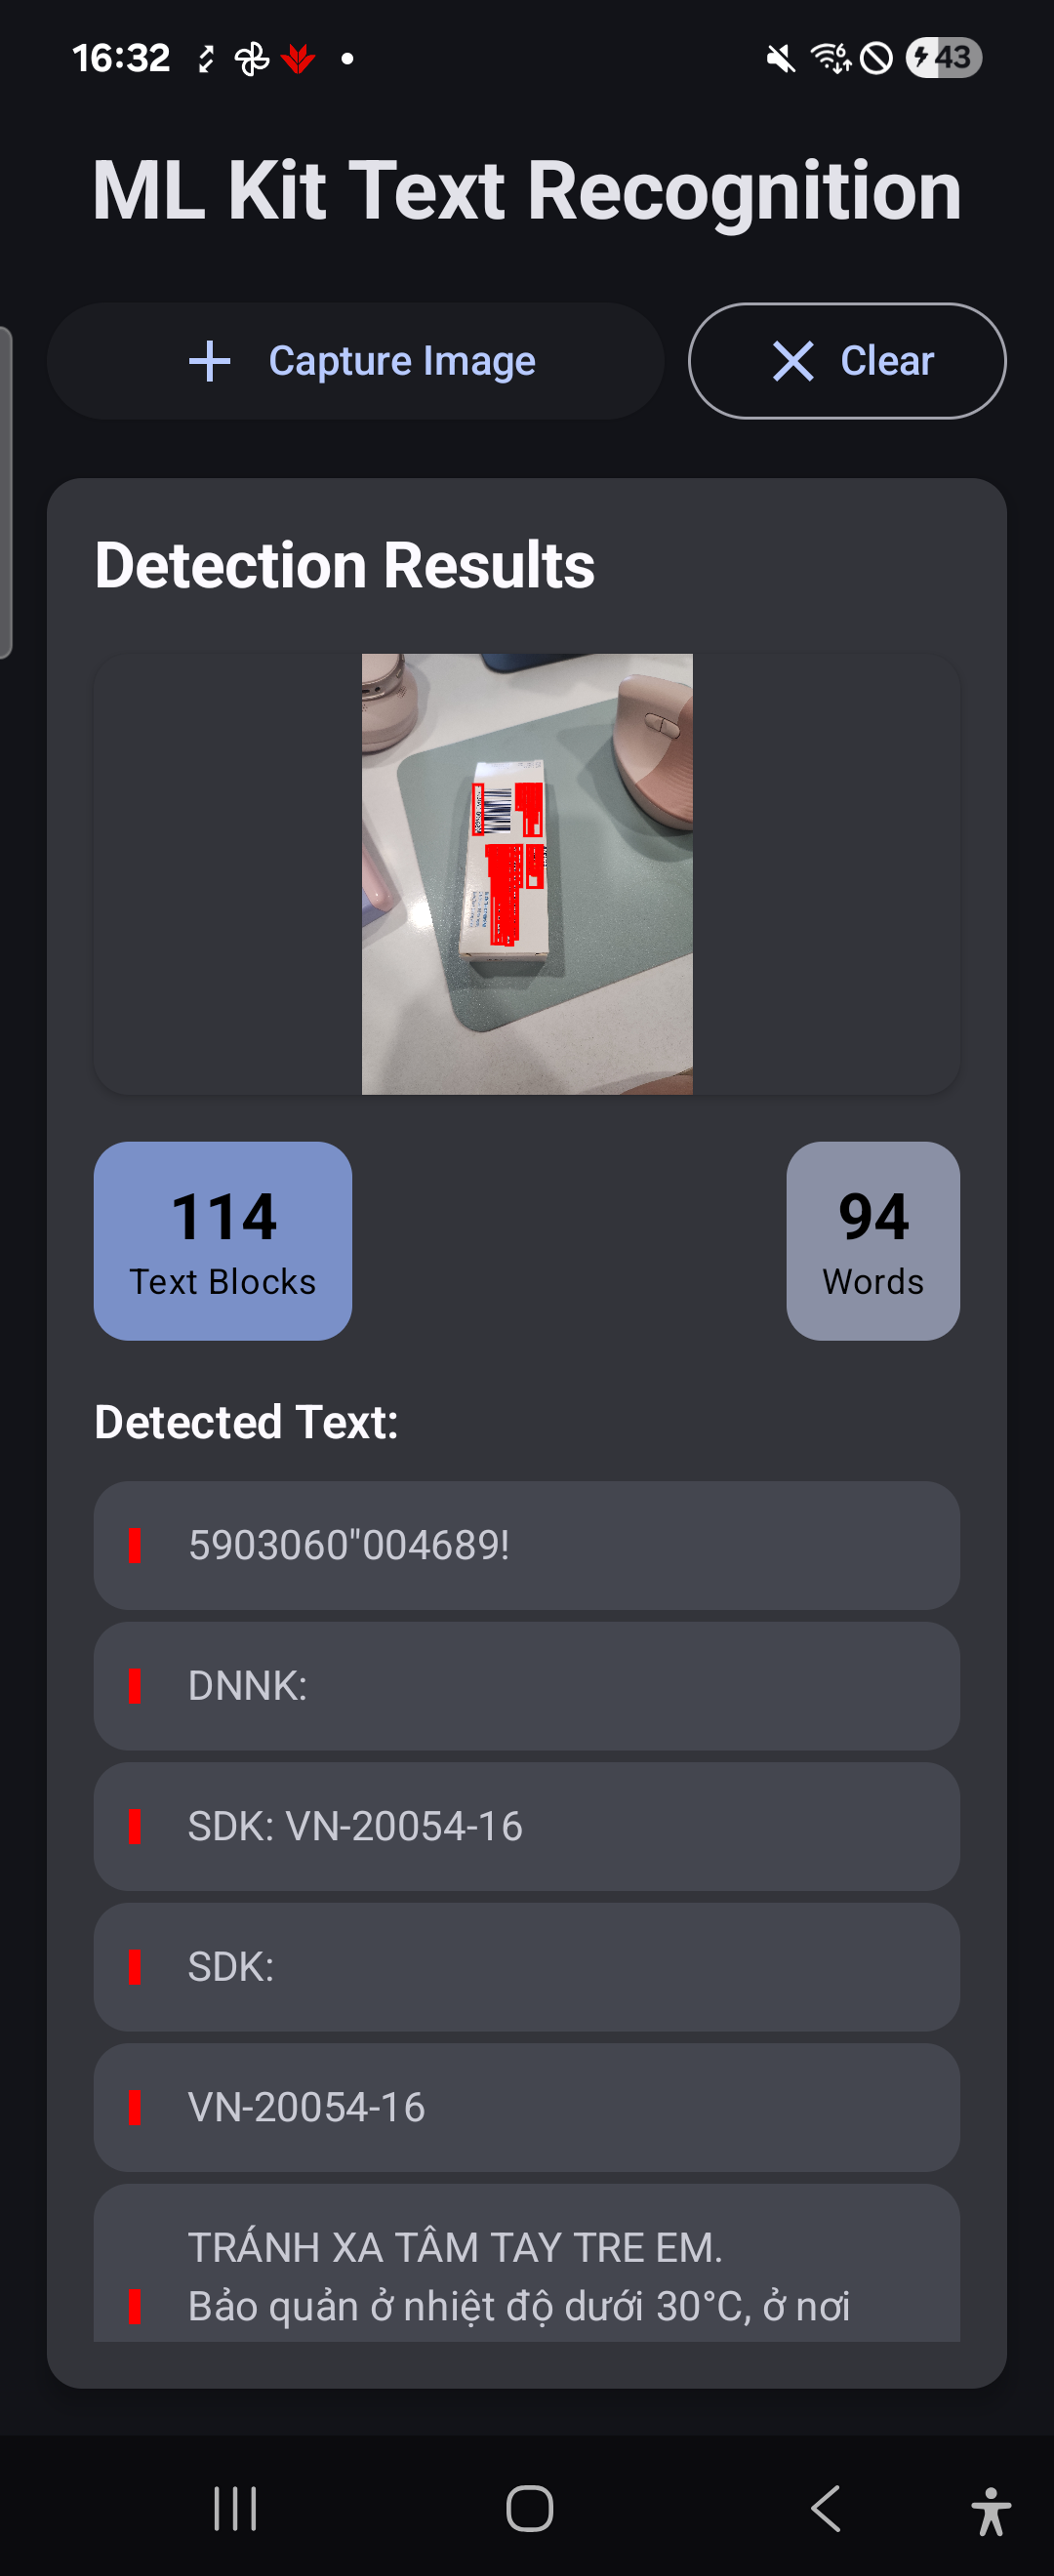 16:32
6
43
ML Kit Text Recognition
Capture Image
Clear
Detection Results
114
Text Blocks
94
Words
Detected Text:
5903060"004689!
DNNK:
SDK: VN-20054-16
SDK:
VN-20054-16
TRÁNH XA TÂM TAY TRE EM.
Bảo quản ở nhiệt độ dưới 30°C, ở nơi